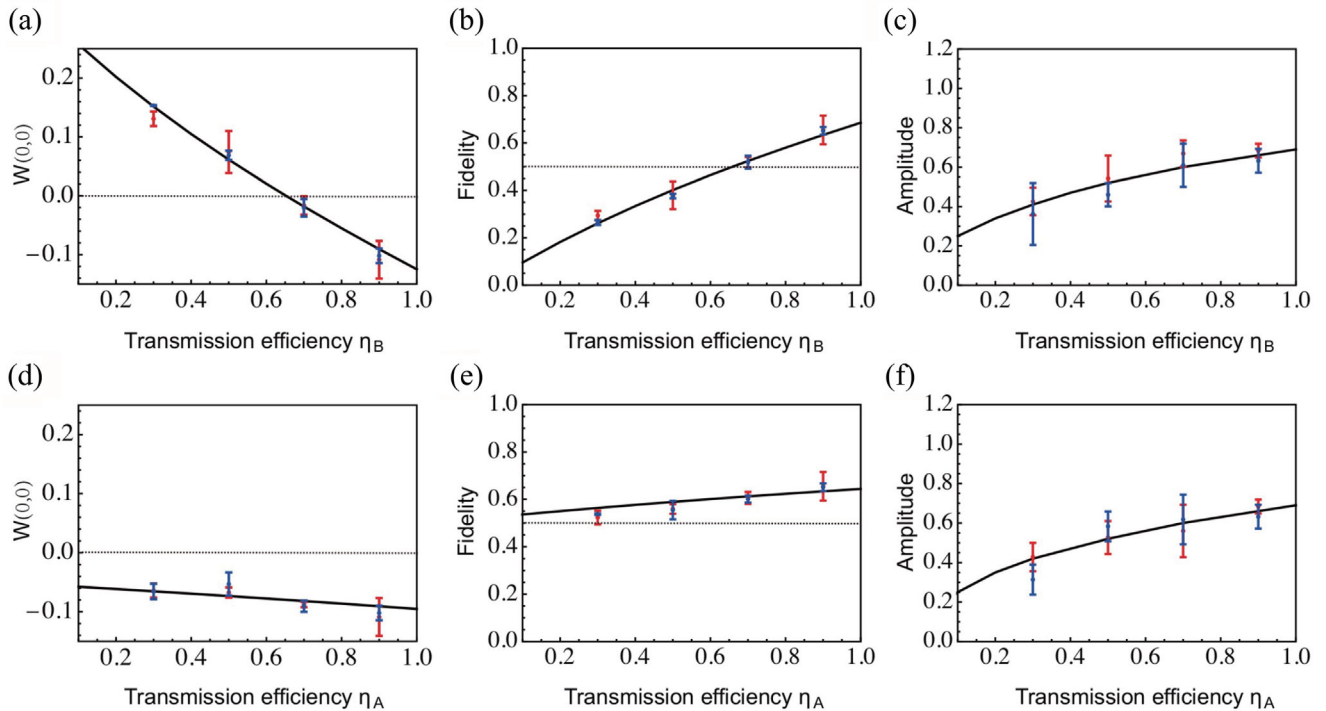 (a)
(b)
(c)
0.2
0.1
0.0
−0.1
W(0,0)
0.2 0.4 0.6 0.8 1.0
Transmission efficiency ηB
1.0
0.8
0.6
0.4
0.2
0.0
Fidelity
0.2 0.4 0.6 0.8 1.0
Transmission efficiency ηB
1.2
1.0
0.8
0.6
0.4
0.2
0.0
Amplitude
0.2 0.4 0.6 0.8 1.0
Transmission efficiency ηB
(d)
(e)
(f)
0.2
0.1
0.0
−0.1
W(0,0)
0.2 0.4 0.6 0.8 1.0
Transmission efficiency ηA
1.0
0.8
0.6
0.4
0.2
0.0
Fidelity
0.2 0.4 0.6 0.8 1.0
Transmission efficiency ηA
1.2
1.0
0.8
0.6
0.4
0.2
0.0
Amplitude
0.2 0.4 0.6 0.8 1.0
Transmission efficiency ηA